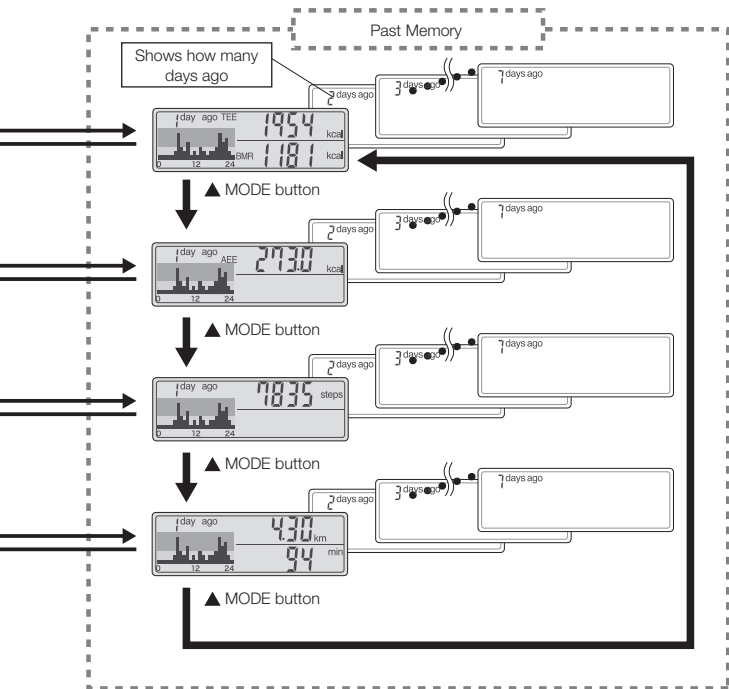 Past Memory
Shows how many
days ago
2 days ago
3 days ago
7 days ago
1 day ago TEE
1954 kcal
BMR 1181 kcal
0 12 24
▲ MODE button
2 days ago
3 days ago
7 days ago
1 day ago
AEE
273.0 kcal
0 12 24
▲ MODE button
2 days ago
3 days ago
7 days ago
1 day ago
7835 steps
0 12 24
▲ MODE button
2 days ago
3 days ago
7 days ago
1 day ago
4.30 km
94 min
0 12 24
▲ MODE button